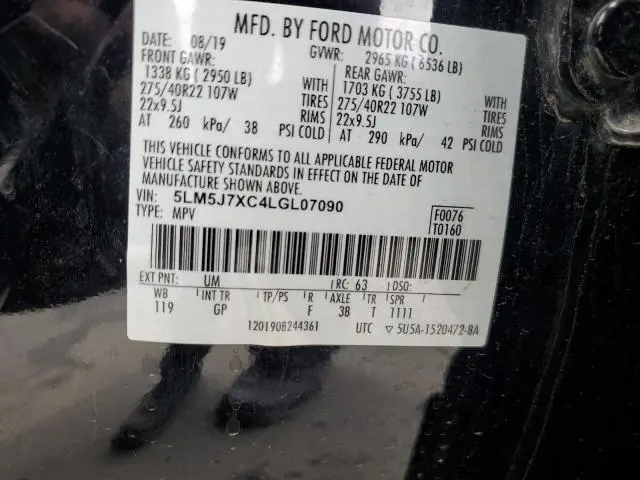 MFD. BY FORD MOTOR CO.
DATE: 08/19 GVWR: 2965 KG ( 6536 LB)
FRONT GAWR: REAR GAWR:
1338 KG ( 2950 LB) WITH 1703 KG ( 3755 LB) WITH
275/40R22 107W TIRES 275/40R22 107W TIRES
22x9.5J RIMS 22x9.5J RIMS
AT 260 kPa/ 38 PSI COLD AT 290 kPa/ 42 PSI COLD
THIS VEHICLE CONFORMS TO ALL APPLICABLE FEDERAL MOTOR
VEHICLE SAFETY STANDARDS IN EFFECT ON THE DATE OF
MANUFACTURE SHOWN ABOVE.
VIN: 5LM5J7XC4LGL07090 F0076
TYPE: MPV T0160
EXT PNT: UM RC: 63 DSO:
WB INT TR TP/PS R AXLE TR SPR
119 GP F 3B T 1111
1201908244361 UTC ▽ 5U5A-1520472-BA